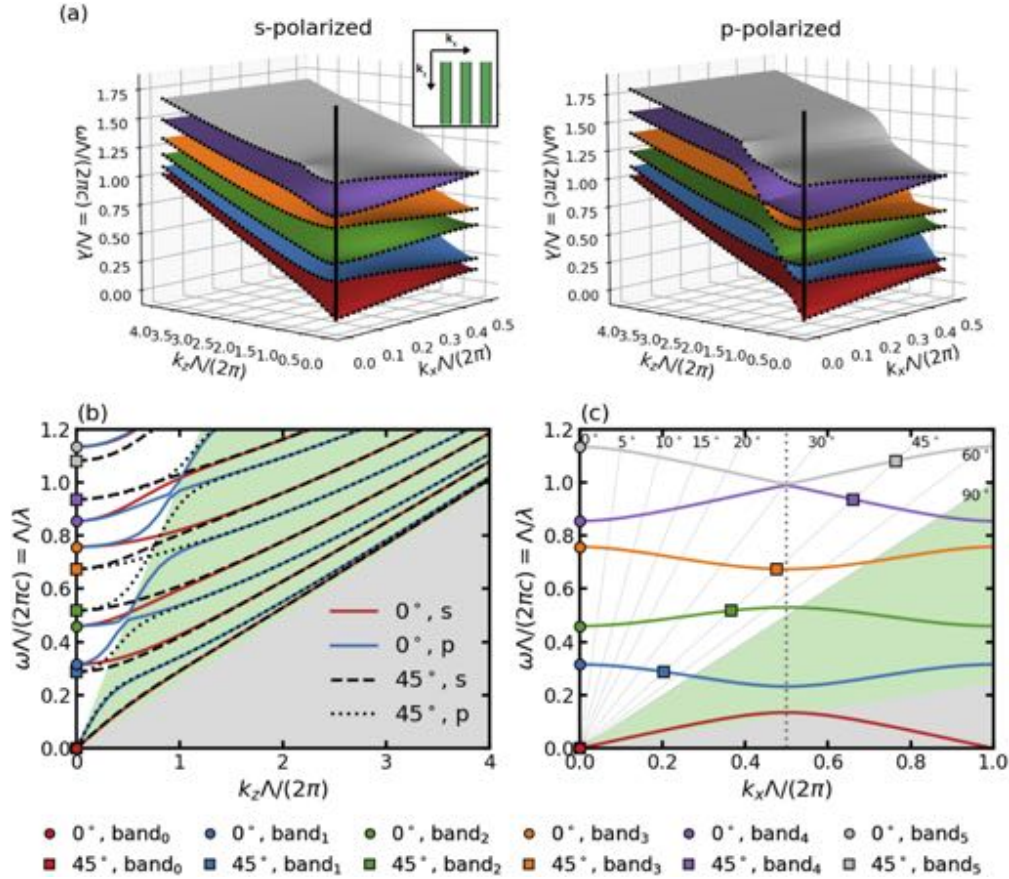 (a)
s-polarized
p-polarized
kₓ
k_z
ωΛ/(2πc) = Λ/λ
1.75
1.50
1.25
1.00
0.75
0.50
0.25
0.00
4.0 3.5 3.0 2.5 2.0 1.5 1.0 0.5 0.0
k_zΛ/(2π)
0.0 0.1 0.2 0.3 0.4 0.5
kₓΛ/(2π)
ωΛ/(2πc) = Λ/λ
1.75
1.50
1.25
1.00
0.75
0.50
0.25
0.00
4.0 3.5 3.0 2.5 2.0 1.5 1.0 0.5 0.0
k_zΛ/(2π)
0.0 0.1 0.2 0.3 0.4 0.5
kₓΛ/(2π)
(b)
ωΛ/(2πc) = Λ/λ
1.2
1.0
0.8
0.6
0.4
0.2
0.0
0°, s
0°, p
45°, s
45°, p
0 1 2 3 4
k_zΛ/(2π)
(c)
ωΛ/(2πc) = Λ/λ
1.2
1.0
0.8
0.6
0.4
0.2
0.0
0° 5° 10° 15° 20° 30° 45°
60°
90°
0.0 0.2 0.4 0.6 0.8 1.0
kₓΛ/(2π)
0°, band₀ 0°, band₁ 0°, band₂ 0°, band₃ 0°, band₄ 0°, band₅
45°, band₀ 45°, band₁ 45°, band₂ 45°, band₃ 45°, band₄ 45°, band₅